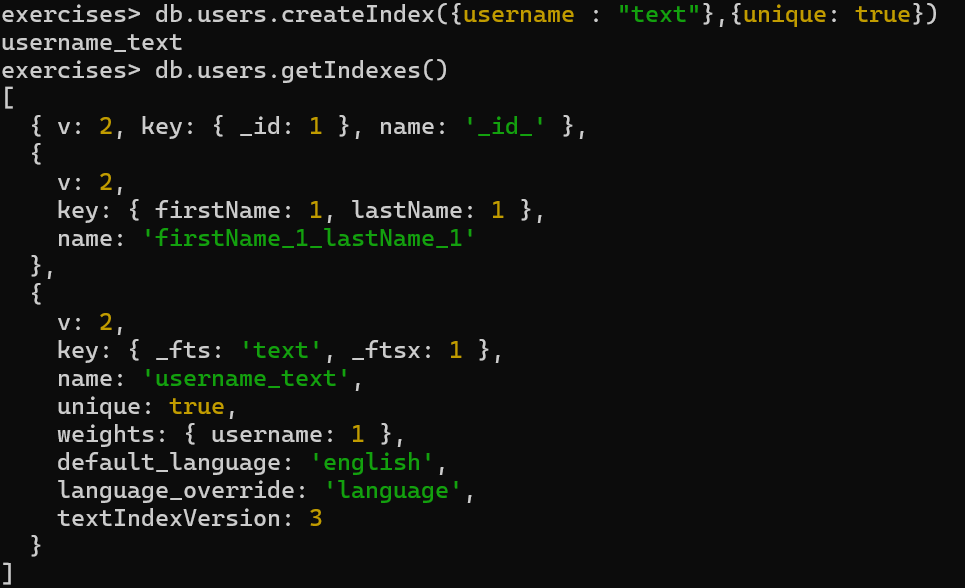 exercises> db.users.createIndex({username : "text"},{unique: true})
username_text
exercises> db.users.getIndexes()
[
  { v: 2, key: { _id: 1 }, name: '_id_' },
  {
    v: 2,
    key: { firstName: 1, lastName: 1 },
    name: 'firstName_1_lastName_1'
  },
  {
    v: 2,
    key: { _fts: 'text', _ftsx: 1 },
    name: 'username_text',
    unique: true,
    weights: { username: 1 },
    default_language: 'english',
    language_override: 'language',
    textIndexVersion: 3
  }
]